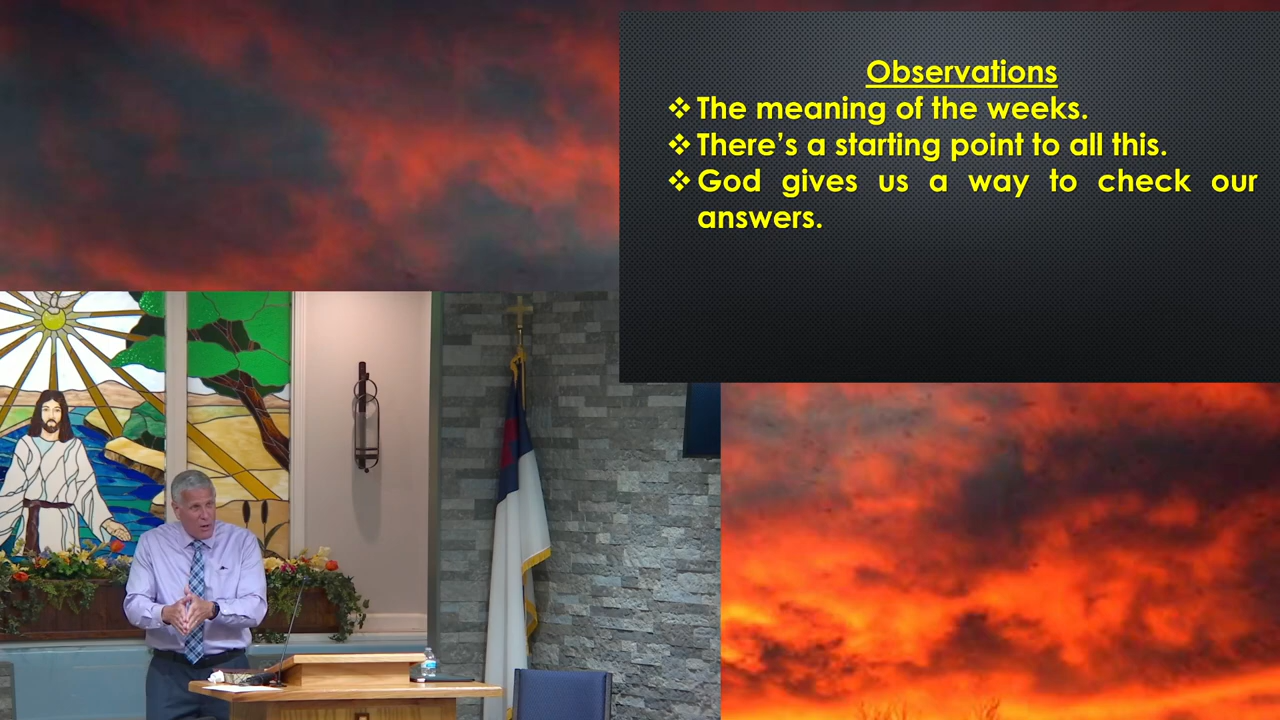 Observations
❖ The meaning of the weeks.
❖ There’s a starting point to all this.
❖ God gives us a way to check our
answers.